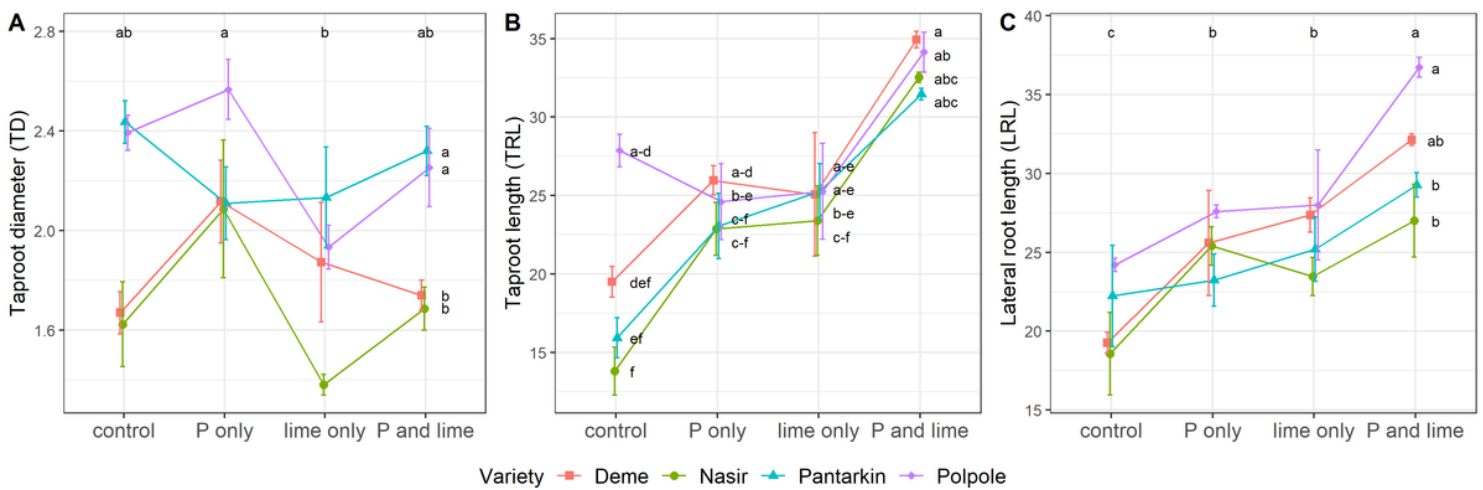 A
Taproot diameter (TD)
2.8
2.4
2.0
1.6
ab a b ab
a
a
b
b
control P only lime only P and lime
B
Taproot length (TRL)
35
30
25
20
15
a-d
def
ef
f
a-d
b-e
c-f
c-f
a-e
a-e
b-e
c-f
a
ab
abc
abc
control P only lime only P and lime
C
Lateral root length (LRL)
40
35
30
25
20
15
c b b a
a
ab
b
b
control P only lime only P and lime
Variety Deme Nasir Pantarkin Polpole